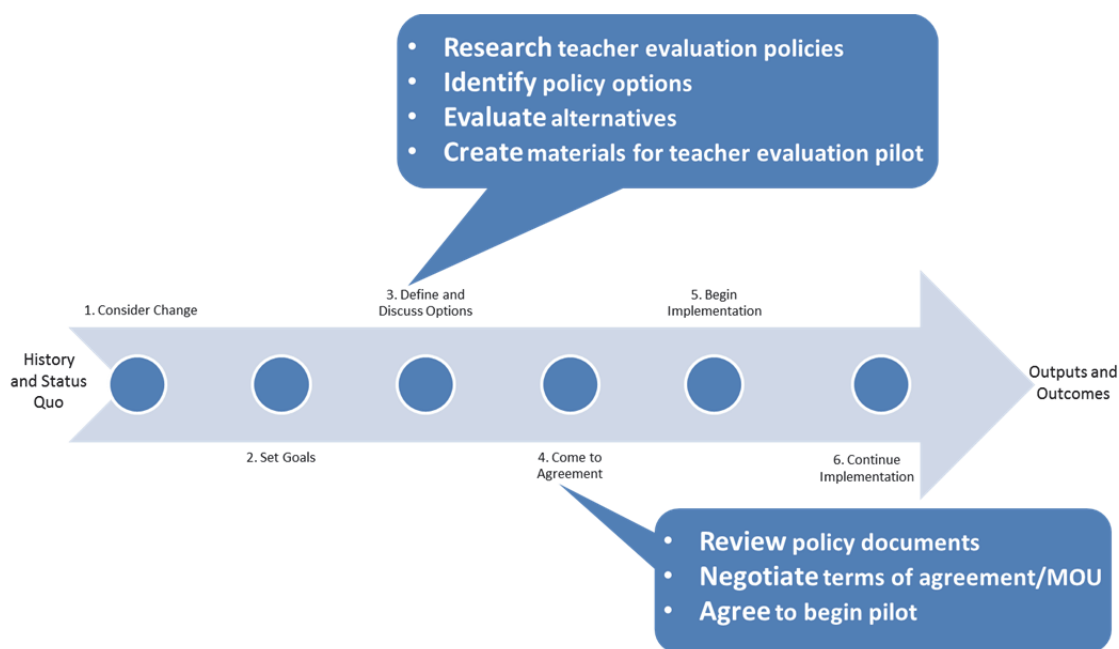 • Research teacher evaluation policies
• Identify policy options
• Evaluate alternatives
• Create materials for teacher evaluation pilot
1. Consider Change
3. Define and
Discuss Options
5. Begin
Implementation
History
and Status
Quo
Outputs and
Outcomes
2. Set Goals
4. Come to
Agreement
6. Continue
Implementation
• Review policy documents
• Negotiate terms of agreement/MOU
• Agree to begin pilot